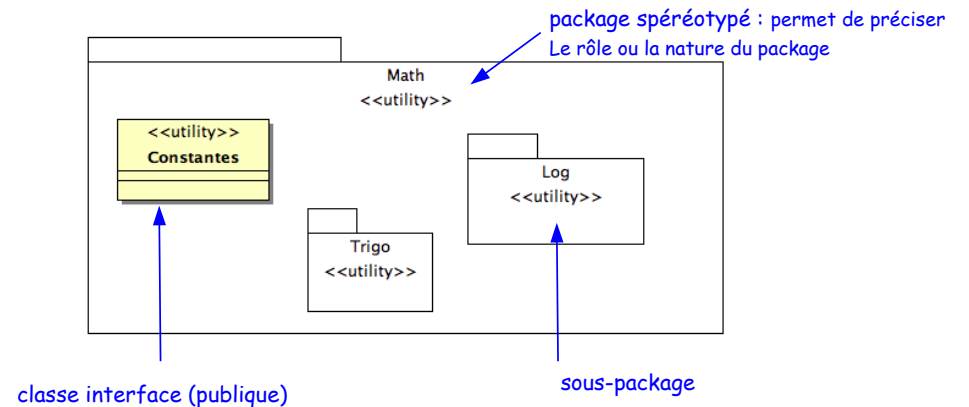 package spéréotypé : permet de préciser
Le rôle ou la nature du package
Math
<<utility>>
<<utility>>
Constantes
Log
<<utility>>
Trigo
<<utility>>
classe interface (publique)
sous-package